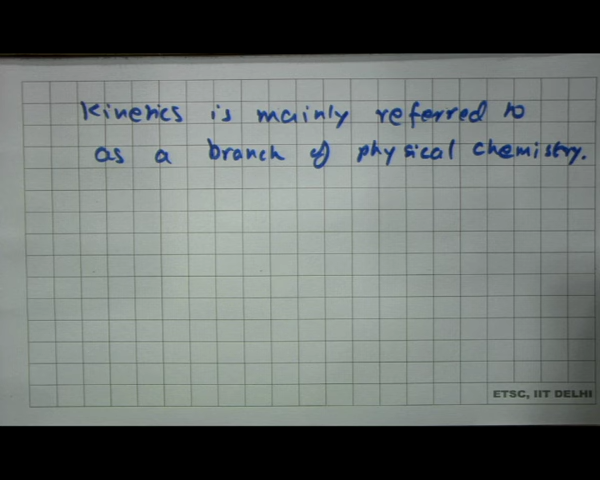 Kinetics is mainly referred to
as a branch of physical chemistry.
ETSC, IIT DELHI